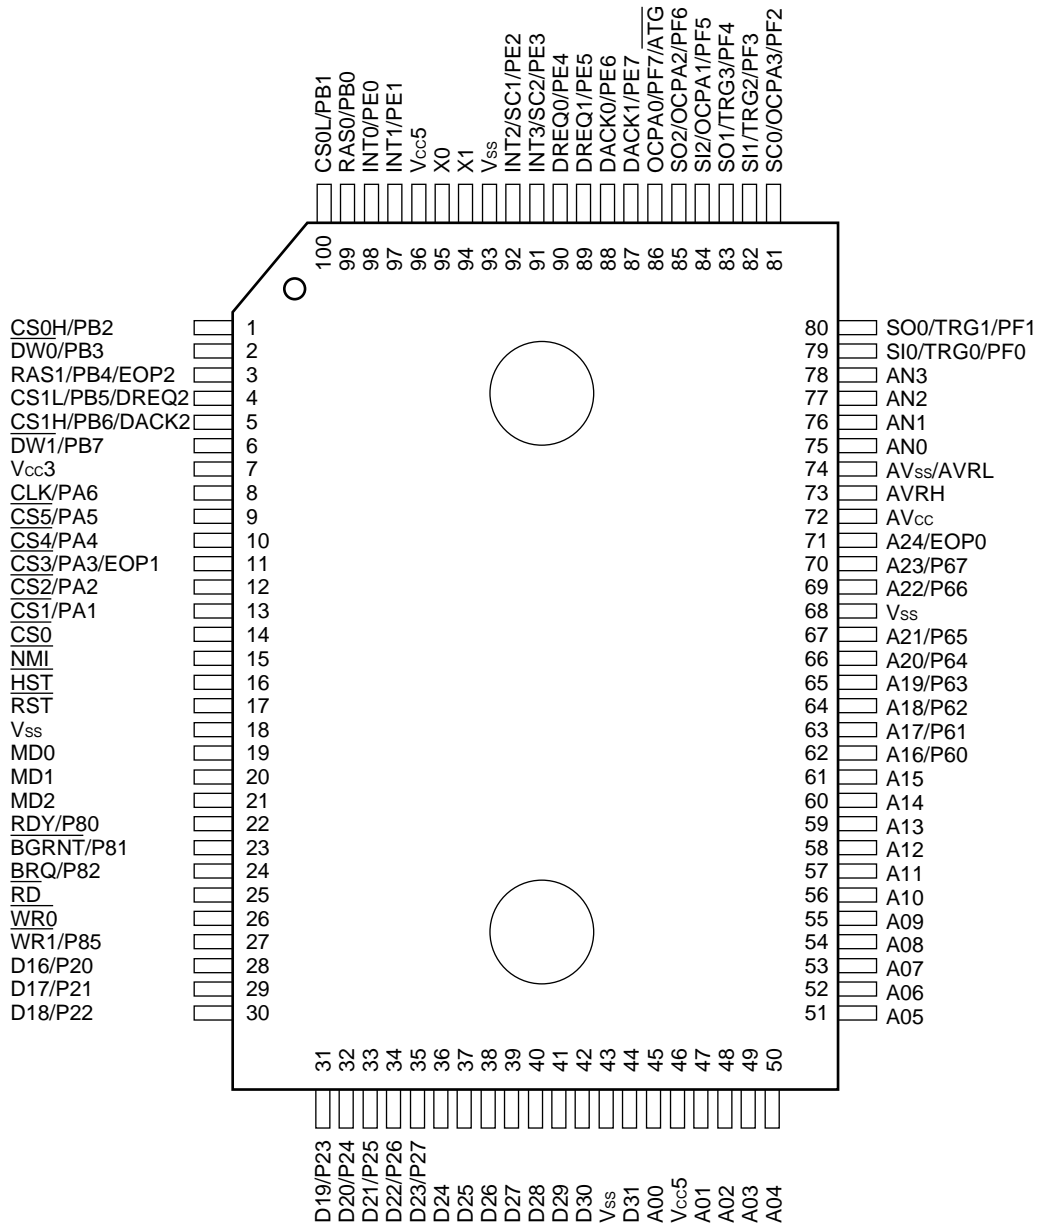 CS0L/PB1
RAS0/PB0
INT0/PE0
INT1/PE1
Vcc5
X0
X1
Vss
INT2/SC1/PE2
INT3/SC2/PE3
DREQ0/PE4
DREQ1/PE5
DACK0/PE6
DACK1/PE7
OCPA0/PF7/ATG
SO2/OCPA2/PF6
SI2/OCPA1/PF5
SO1/TRG3/PF4
SI1/TRG2/PF3
SC0/OCPA3/PF2
100 99 98 97 96 95 94 93 92 91 90 89 88 87 86 85 84 83 82 81
CS0H/PB2 1
DW0/PB3 2
RAS1/PB4/EOP2 3
CS1L/PB5/DREQ2 4
CS1H/PB6/DACK2 5
DW1/PB7 6
Vcc3 7
CLK/PA6 8
CS5/PA5 9
CS4/PA4 10
CS3/PA3/EOP1 11
CS2/PA2 12
CS1/PA1 13
CS0 14
NMI 15
HST 16
RST 17
Vss 18
MD0 19
MD1 20
MD2 21
RDY/P80 22
BGRNT/P81 23
BRQ/P82 24
RD 25
WR0 26
WR1/P85 27
D16/P20 28
D17/P21 29
D18/P22 30
80 SO0/TRG1/PF1
79 SI0/TRG0/PF0
78 AN3
77 AN2
76 AN1
75 AN0
74 AVss/AVRL
73 AVRH
72 AVcc
71 A24/EOP0
70 A23/P67
69 A22/P66
68 Vss
67 A21/P65
66 A20/P64
65 A19/P63
64 A18/P62
63 A17/P61
62 A16/P60
61 A15
60 A14
59 A13
58 A12
57 A11
56 A10
55 A09
54 A08
53 A07
52 A06
51 A05
31 32 33 34 35 36 37 38 39 40 41 42 43 44 45 46 47 48 49 50
D19/P23
D20/P24
D21/P25
D22/P26
D23/P27
D24
D25
D26
D27
D28
D29
D30
Vss
D31
A00
Vcc5
A01
A02
A03
A04